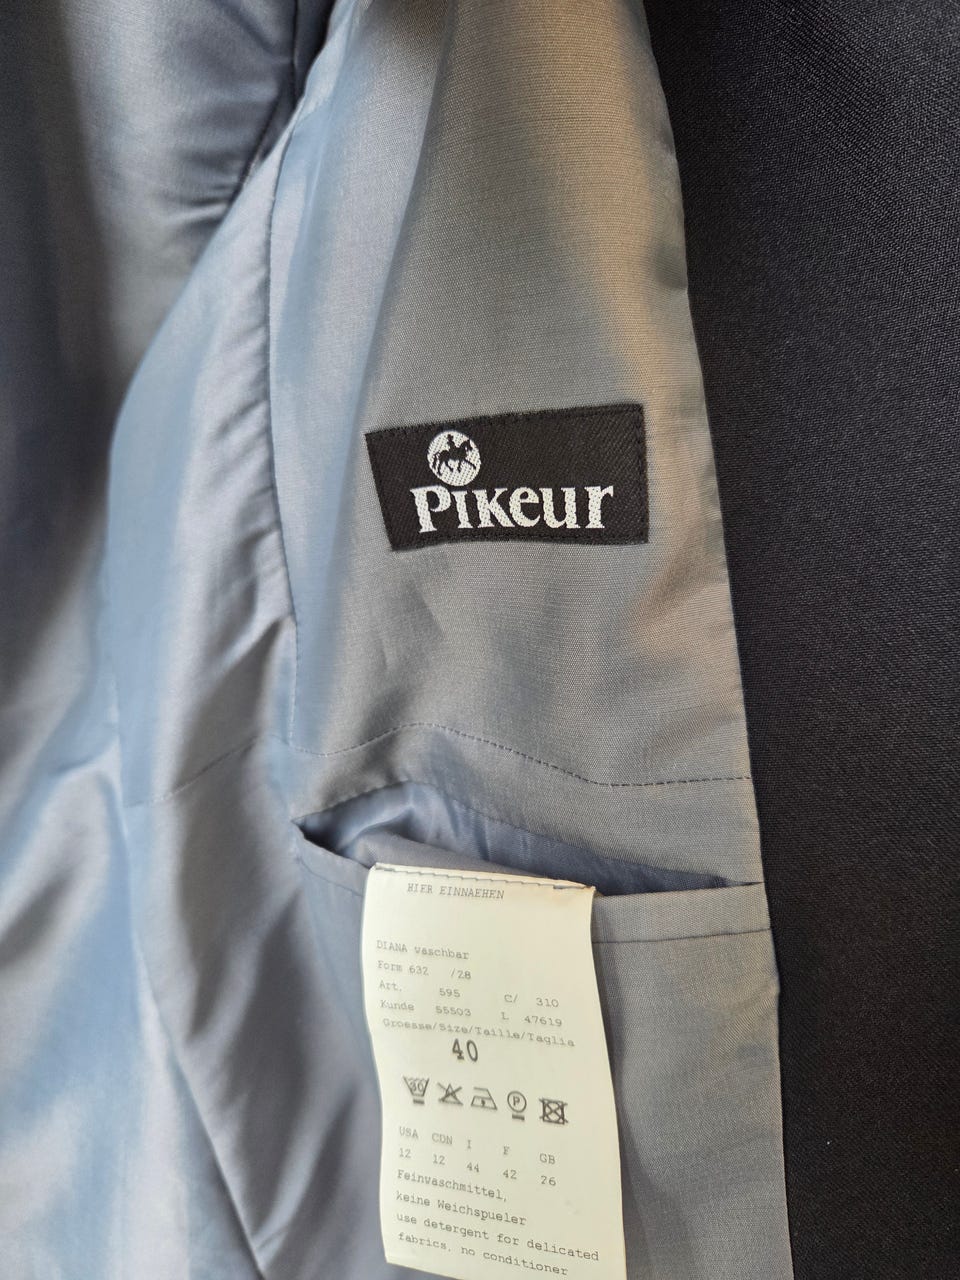 Pikeur
HIER EINNAEHEN
DIANA waschbar
Form 632 /28
Art. 595 C/ 310
Kunde 55503 L 47619
Groesse/Size/Taille/Taglia
40
30 P
USA CDN I F GB
12 12 44 42 26
Feinwaschmittel,
keine Weichspueler
use detergent for delicated
fabrics, no conditioner